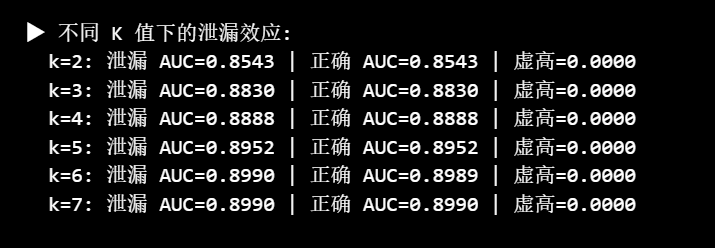 ▶ 不同 K 值下的泄漏效应:
k=2: 泄漏 AUC=0.8543 | 正确 AUC=0.8543 | 虚高=0.0000
k=3: 泄漏 AUC=0.8830 | 正确 AUC=0.8830 | 虚高=0.0000
k=4: 泄漏 AUC=0.8888 | 正确 AUC=0.8888 | 虚高=0.0000
k=5: 泄漏 AUC=0.8952 | 正确 AUC=0.8952 | 虚高=0.0000
k=6: 泄漏 AUC=0.8990 | 正确 AUC=0.8989 | 虚高=0.0000
k=7: 泄漏 AUC=0.8990 | 正确 AUC=0.8990 | 虚高=0.0000